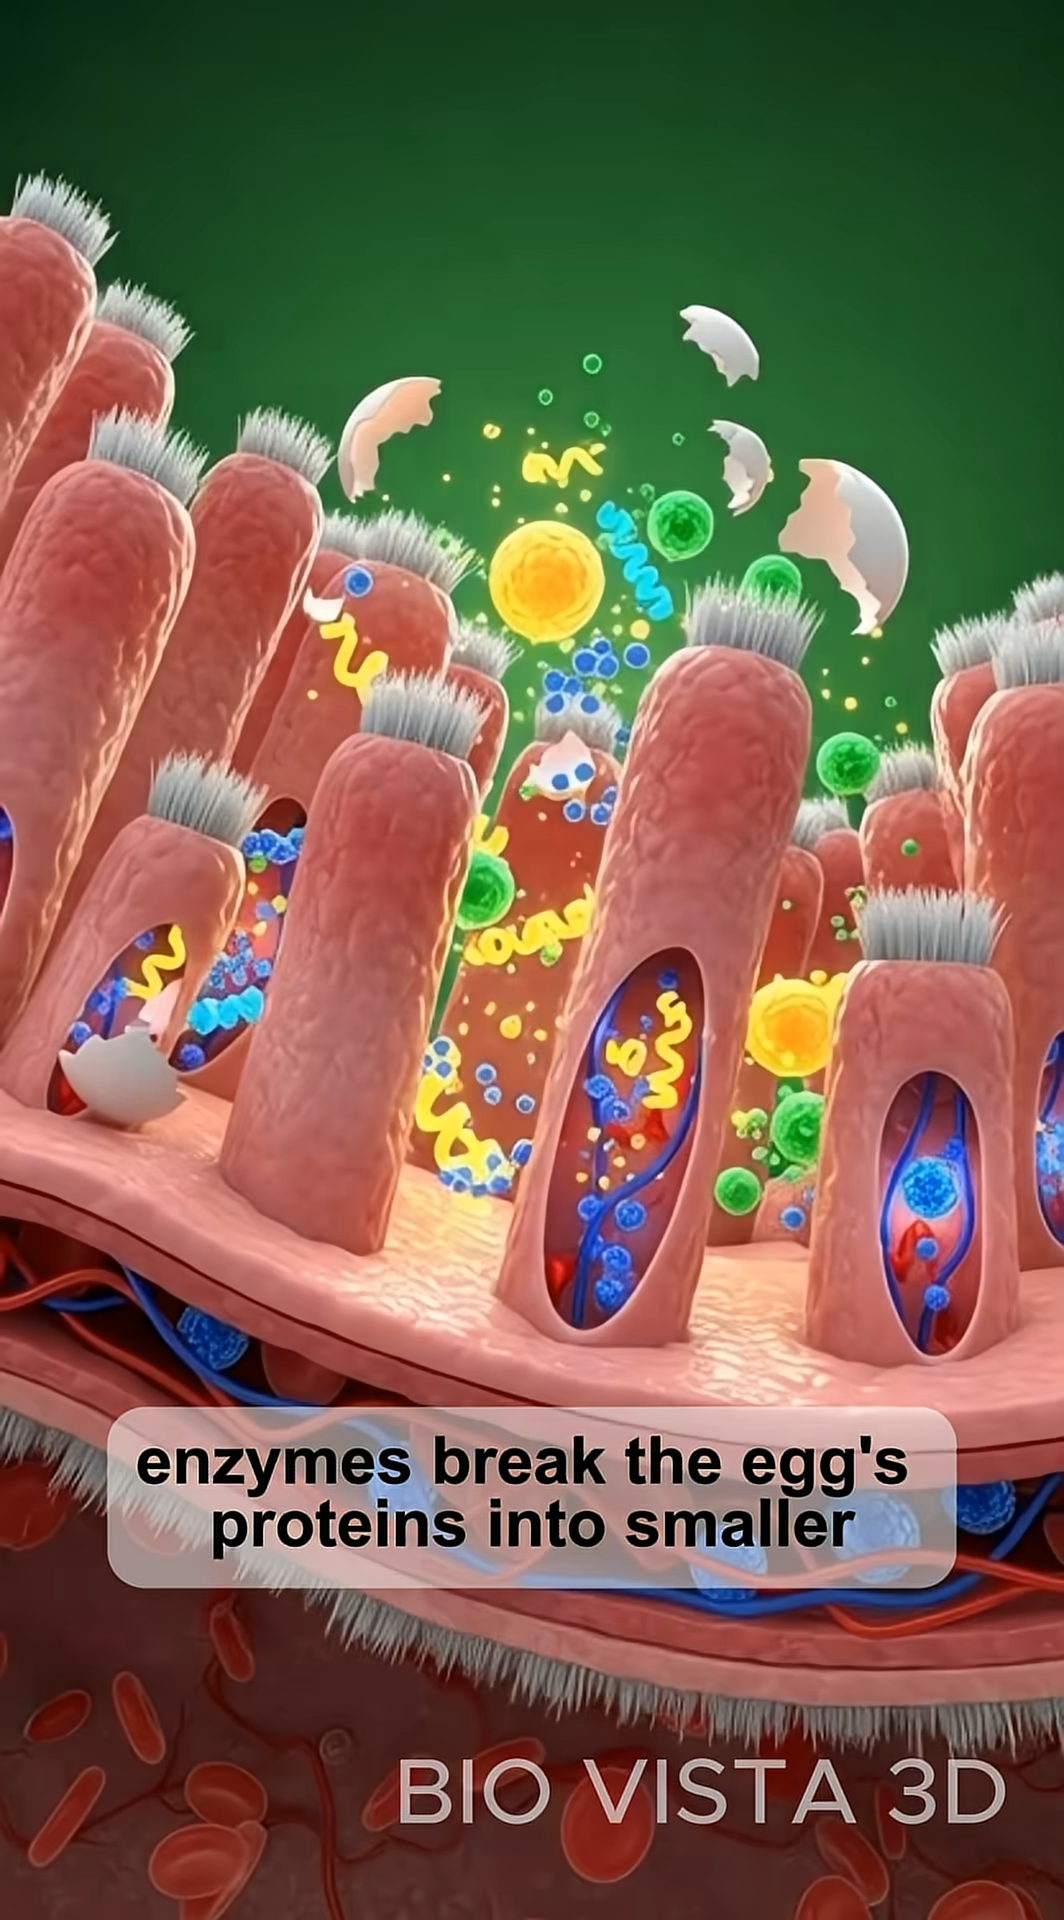 enzymes break the egg's
proteins into smaller
BIO VISTA 3D